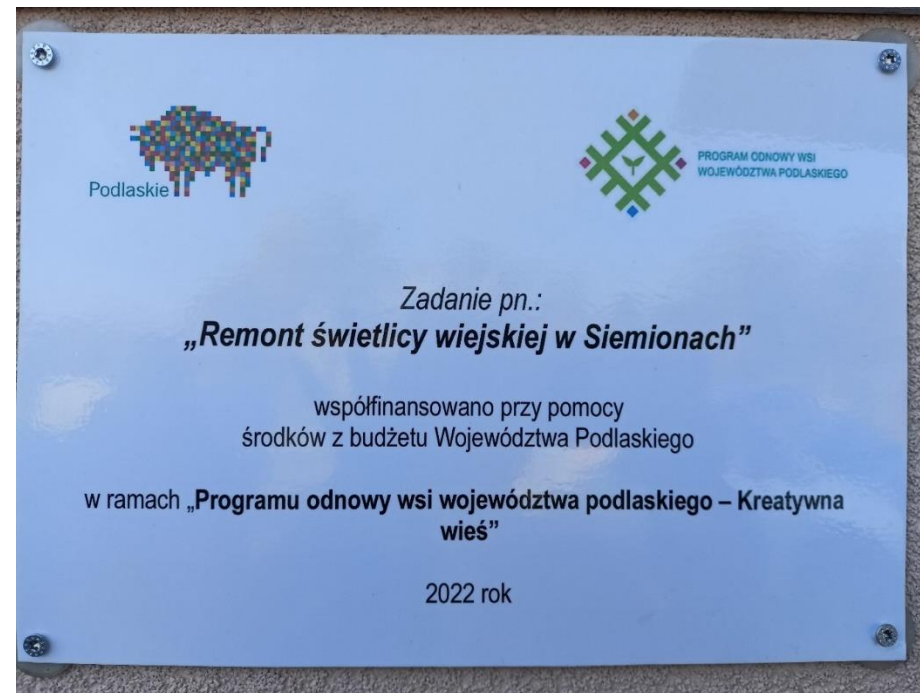 Podlaskie
PROGRAM ODNOWY WSI
WOJEWÓDZTWA PODLASKIEGO
Zadanie pn.:
„Remont świetlicy wiejskiej w Siemionach”
współfinansowano przy pomocy
środków z budżetu Województwa Podlaskiego
w ramach „Programu odnowy wsi województwa podlaskiego – Kreatywna
wieś”
2022 rok